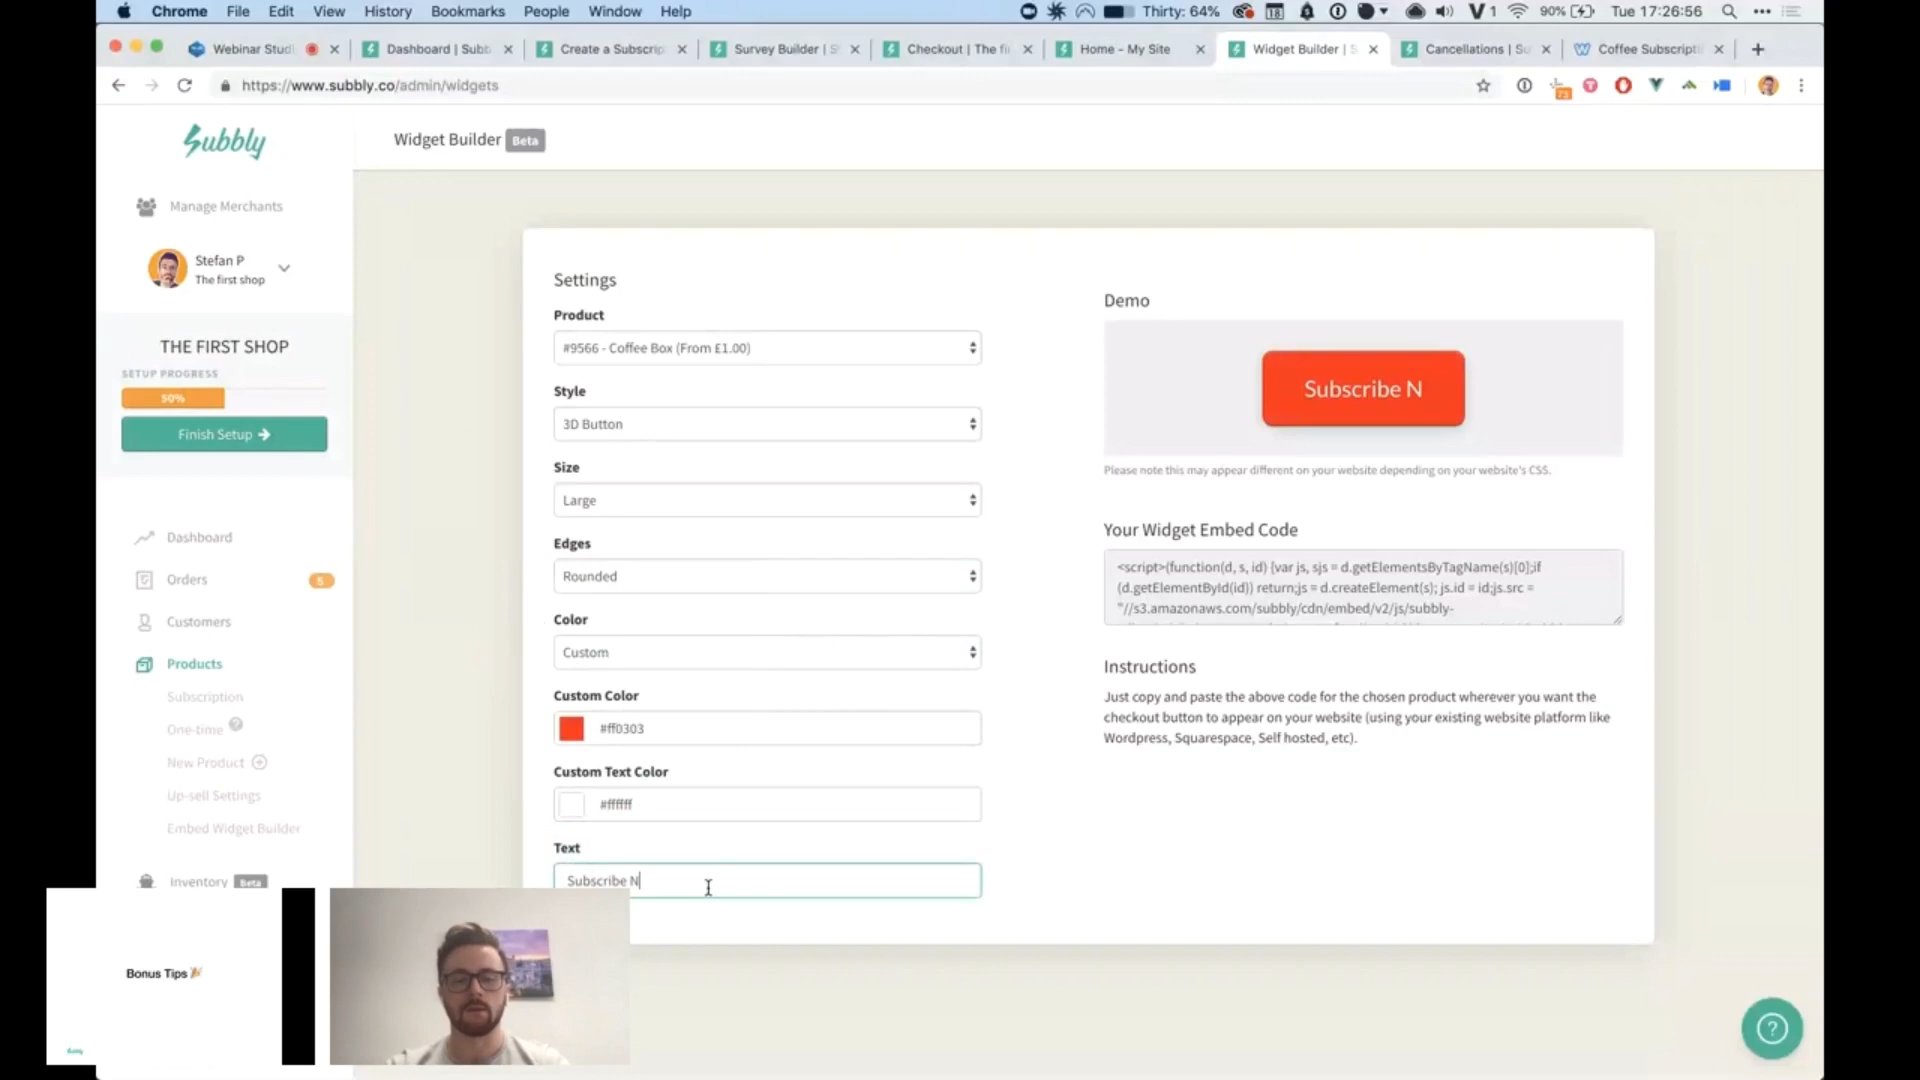 Chrome File Edit View History Bookmarks People Window Help
Thirty: 64%
18
1
90%
Tue 17:26:56
Webinar Studi
Dashboard | Subb
Create a Subscrip
Survey Builder | S
Checkout | The fi
Home - My Site
Widget Builder | S
Cancellations | Su
Coffee Subscripti
https://www.subbly.co/admin/widgets
73
Subbly
Widget Builder Beta
Manage Merchants
Stefan P
The first shop
THE FIRST SHOP
SETUP PROGRESS
50%
Finish Setup
Dashboard
Orders
5
Customers
Products
Subscription
One-time
New Product
Up-sell Settings
Embed Widget Builder
Inventory Beta
Settings
Product
#9566 - Coffee Box (From £1.00)
Style
3D Button
Size
Large
Edges
Rounded
Color
Custom
Custom Color
#ff0303
Custom Text Color
#ffffff
Text
Subscribe N
Demo
Subscribe N
Please note this may appear different on your website depending on your website's CSS.
Your Widget Embed Code
<script>(function(d, s, id) {var js, sjs = d.getElementsByTagName(s)[0];if
(d.getElementById(id)) return;js = d.createElement(s); js.id = id;js.src =
"//s3.amazonaws.com/subbly/cdn/embed/v2/js/subbly-
Instructions
Just copy and paste the above code for the chosen product wherever you want the
checkout button to appear on your website (using your existing website platform like
Wordpress, Squarespace, Self hosted, etc).
Bonus Tips 🎉